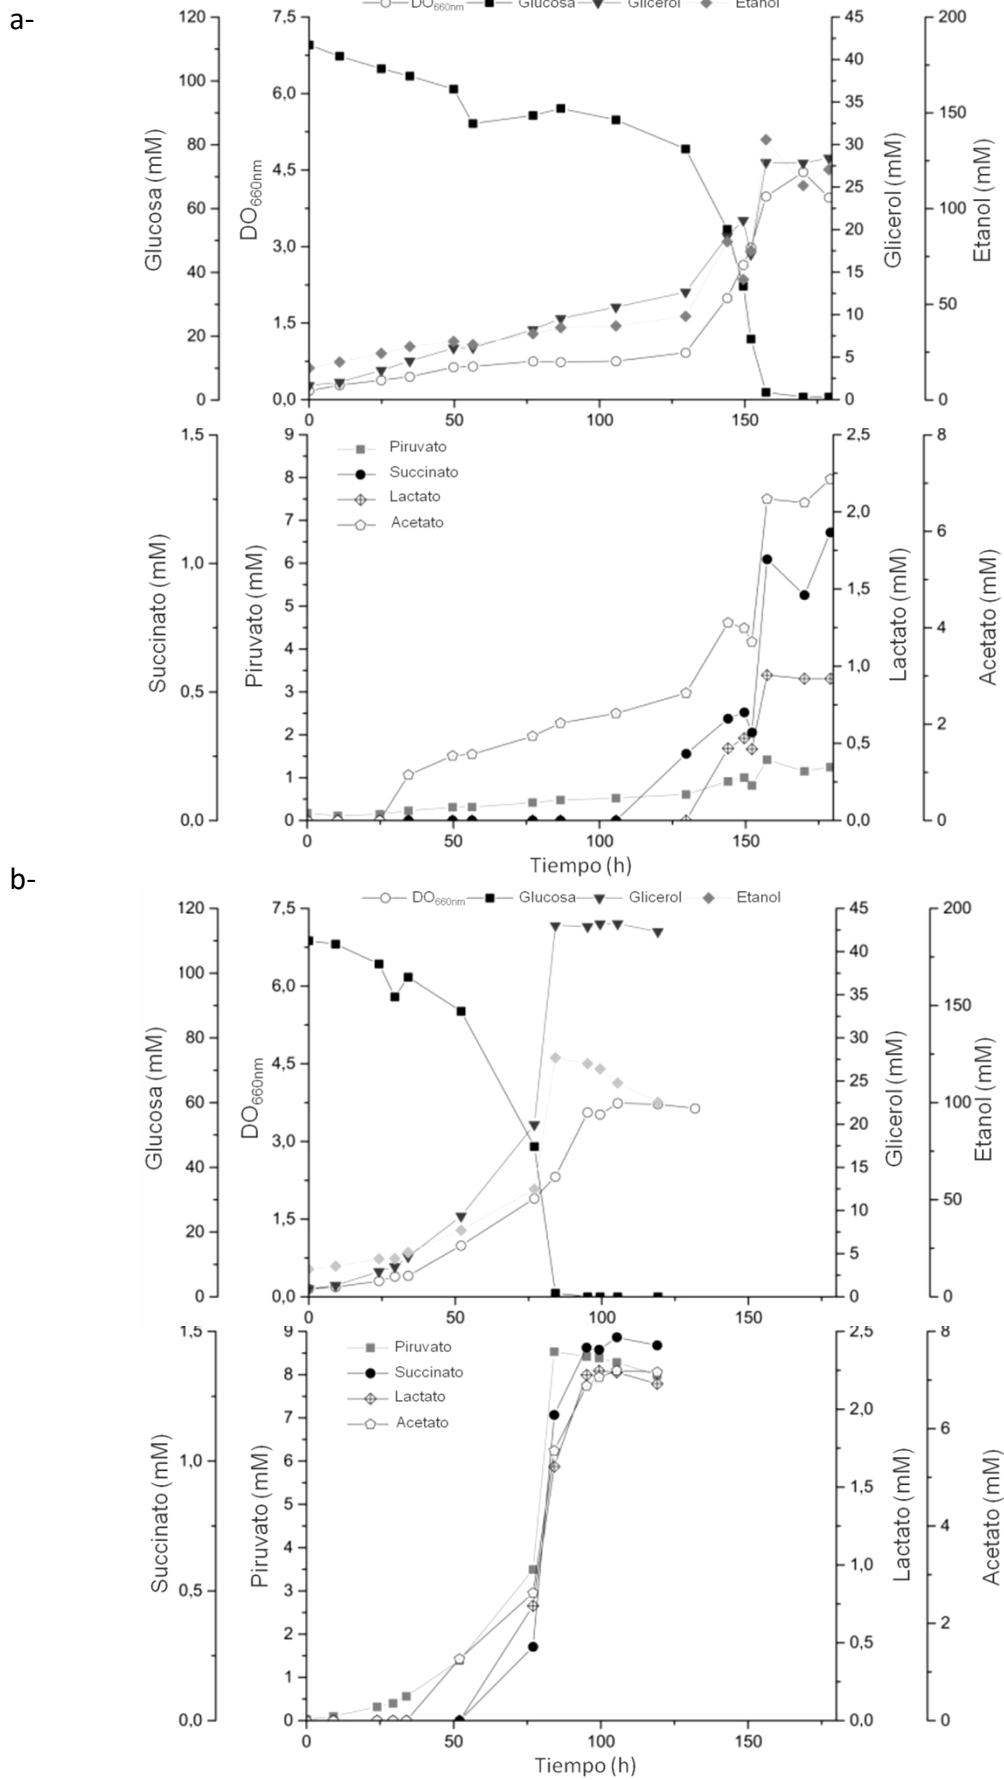 a-
DO660nm Glucosa Glicerol Etanol
120 7,5 45 200
100 6,0 40 150
80 4,5 35 100
60 3,0 30 50
40 1,5 25 0
20 0,0 20
0 15
10
5
0
Glucosa (mM)
DO660nm
Glicerol (mM)
Etanol (mM)
0 50 100 150
1,5 9 2,5 8
1,0 8 2,0 6
0,5 7 1,5 4
0,0 6 1,0 2
5 0,5 0
4 0,0
3
2
1
0
Piruvato
Succinato
Lactato
Acetato
Succinato (mM)
Piruvato (mM)
Lactato (mM)
Acetato (mM)
0 50 100 150
Tiempo (h)
b-
DO660nm Glucosa Glicerol Etanol
120 7,5 45 200
100 6,0 40 150
80 4,5 35 100
60 3,0 30 50
40 1,5 25 0
20 0,0 20
0 15
10
5
0
Glucosa (mM)
DO660nm
Glicerol (mM)
Etanol (mM)
0 50 100 150
1,5 9 2,5 8
1,0 8 2,0 6
0,5 7 1,5 4
0,0 6 1,0 2
5 0,5 0
4 0,0
3
2
1
0
Piruvato
Succinato
Lactato
Acetato
Succinato (mM)
Piruvato (mM)
Lactato (mM)
Acetato (mM)
0 50 100 150
Tiempo (h)